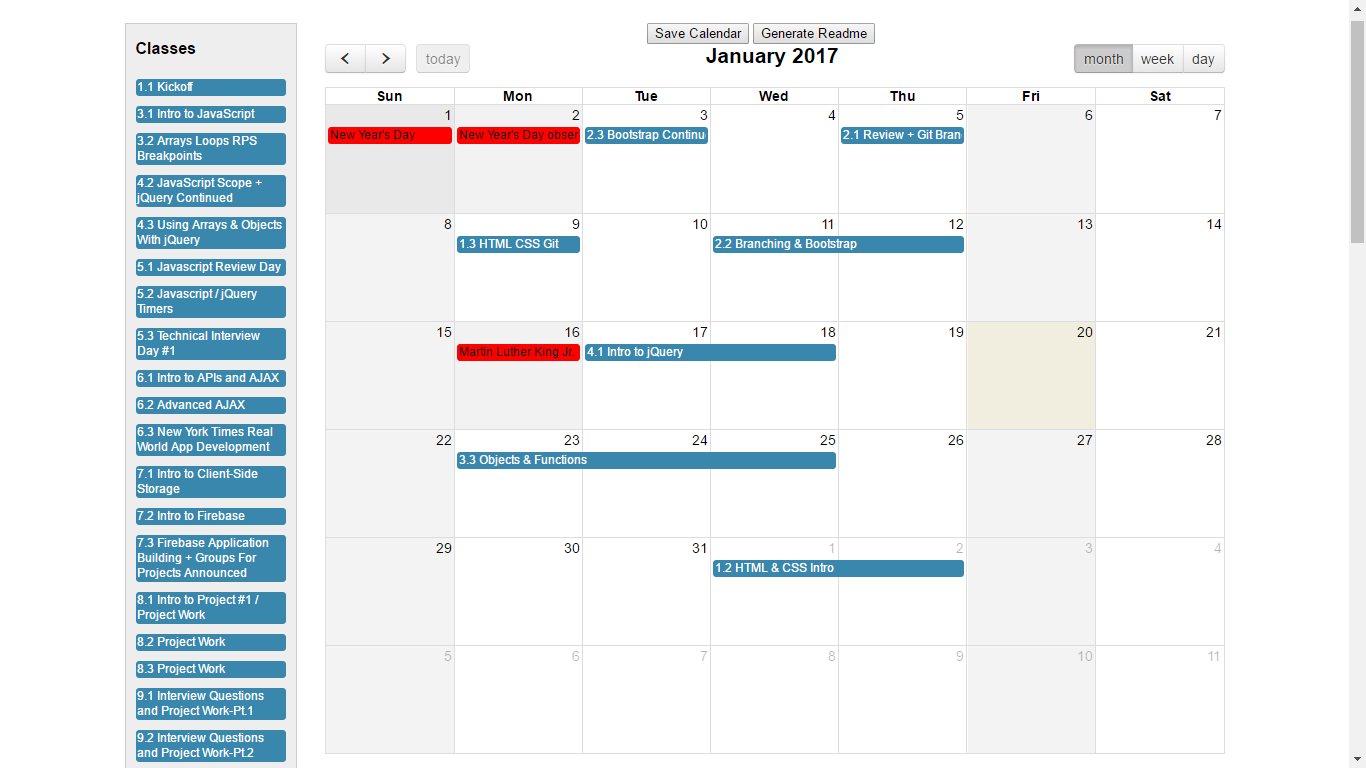 Classes
1.1 Kickoff
3.1 Intro to JavaScript
3.2 Arrays Loops RPS
Breakpoints
4.2 JavaScript Scope +
jQuery Continued
4.3 Using Arrays & Objects
With jQuery
5.1 Javascript Review Day
5.2 Javascript / jQuery
Timers
5.3 Technical Interview
Day #1
6.1 Intro to APIs and AJAX
6.2 Advanced AJAX
6.3 New York Times Real
World App Development
7.1 Intro to Client-Side
Storage
7.2 Intro to Firebase
7.3 Firebase Application
Building + Groups For
Projects Announced
8.1 Intro to Project #1 /
Project Work
8.2 Project Work
8.3 Project Work
9.1 Interview Questions
and Project Work-Pt.1
9.2 Interview Questions
and Project Work-Pt.2
Save Calendar Generate Readme
today January 2017 month week day
Sun Mon Tue Wed Thu Fri Sat
1 2 3 4 5 6 7
New Year's Day New Year's Day obser 2.3 Bootstrap Continu 2.1 Review + Git Bran
8 9 10 11 12 13 14
1.3 HTML CSS Git 2.2 Branching & Bootstrap
15 16 17 18 19 20 21
Martin Luther King Jr. 4.1 Intro to jQuery
22 23 24 25 26 27 28
3.3 Objects & Functions
29 30 31 1 2 3 4
1.2 HTML & CSS Intro
5 6 7 8 9 10 11